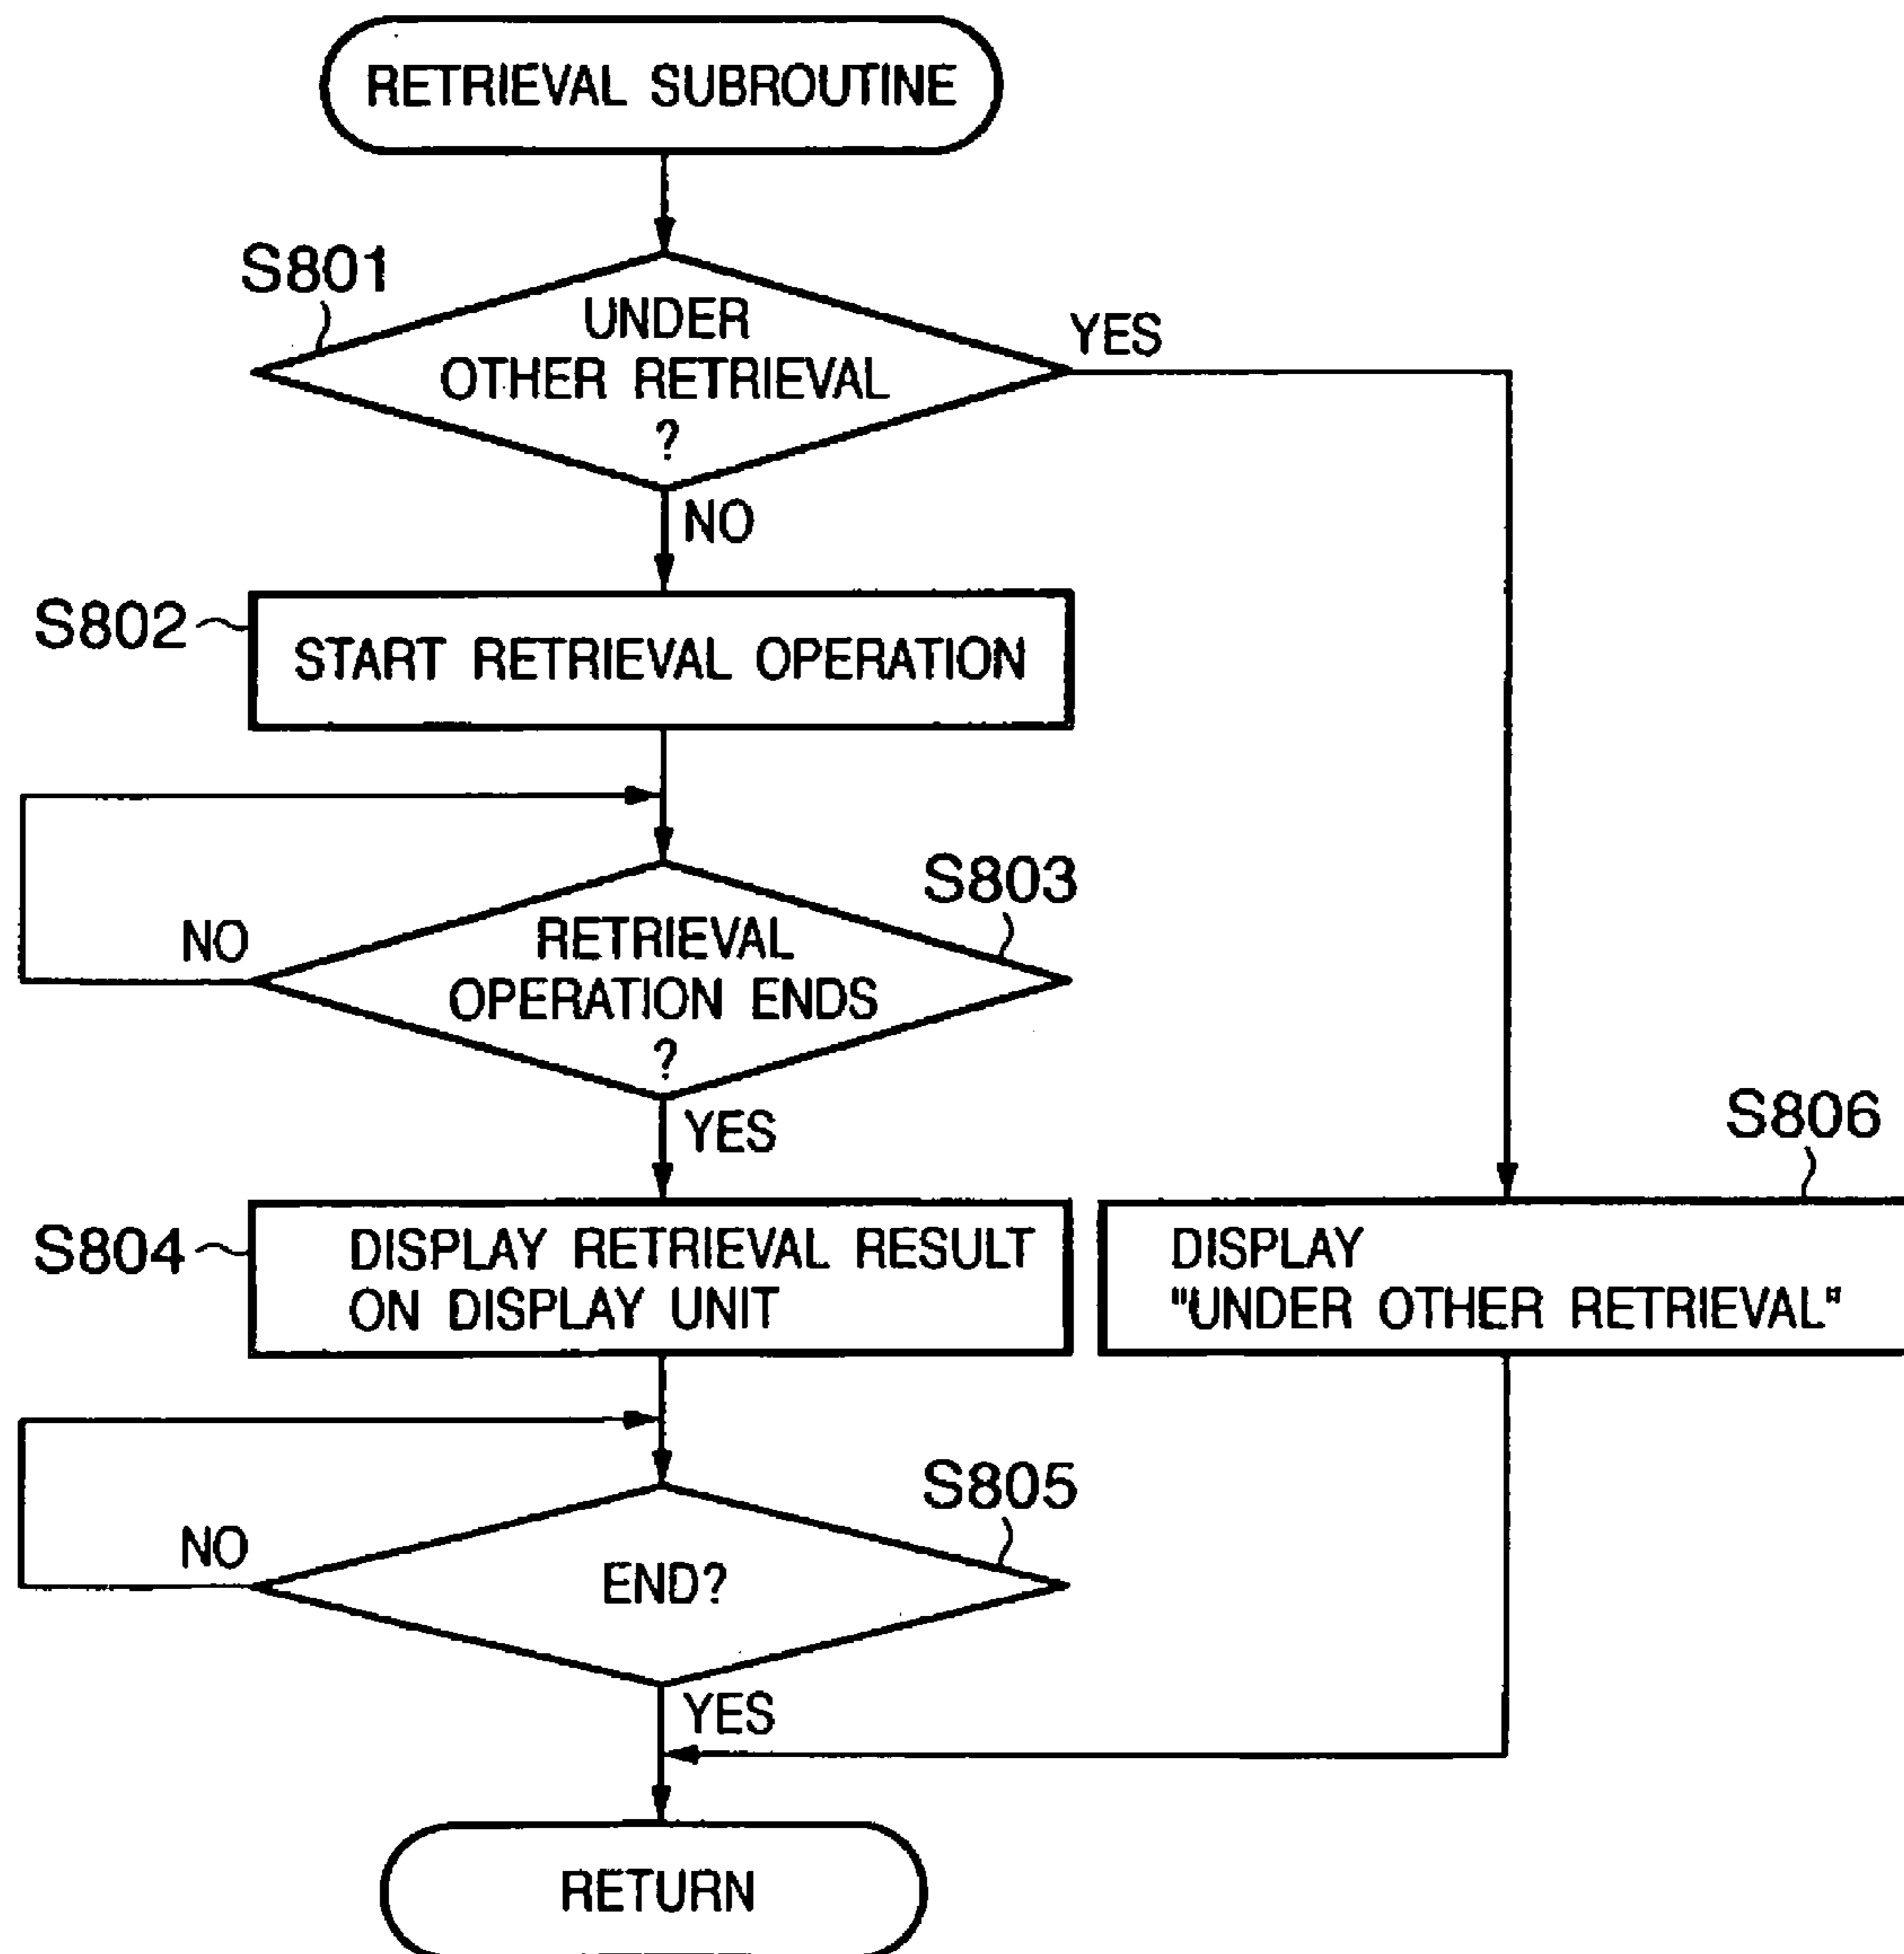 RETRIEVAL SUBROUTINE
S801
UNDER
OTHER RETRIEVAL
?
YES
NO
S802
START RETRIEVAL OPERATION
S803
NO
RETRIEVAL
OPERATION ENDS
?
YES
S804
DISPLAY RETRIEVAL RESULT
ON DISPLAY UNIT
S806
DISPLAY
"UNDER OTHER RETRIEVAL"
S805
NO
END?
YES
RETURN